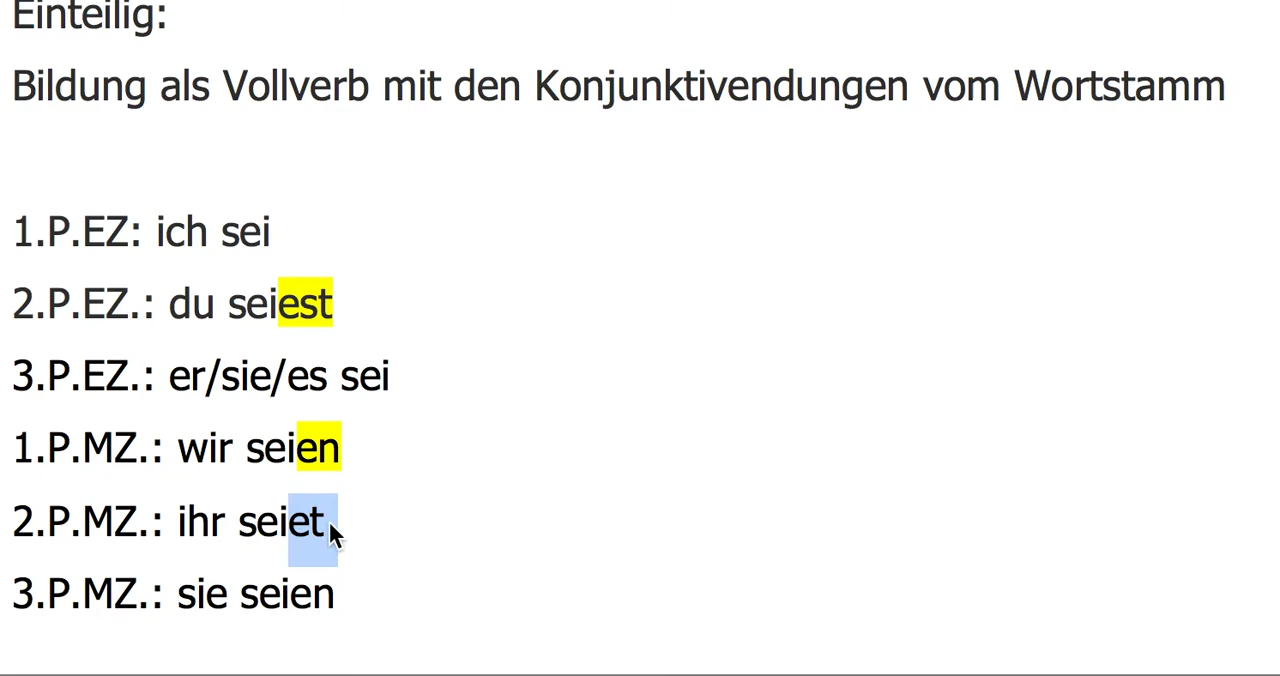 Einteilig:
Bildung als Vollverb mit den Konjunktivendungen vom Wortstamm
1.P.EZ: ich sei
2.P.EZ.: du seiest
3.P.EZ.: er/sie/es sei
1.P.MZ.: wir seien
2.P.MZ.: ihr seiet
3.P.MZ.: sie seien